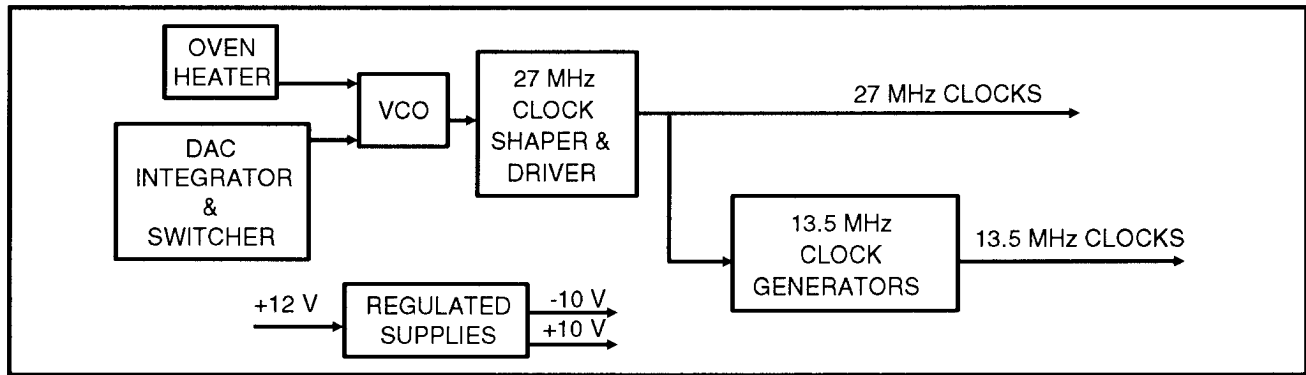 OVEN
HEATER
DAC
INTEGRATOR
&
SWITCHER
VCO
27 MHz
CLOCK
SHAPER &
DRIVER
27 MHz CLOCKS
13.5 MHz
CLOCK
GENERATORS
13.5 MHz CLOCKS
+12 V
REGULATED
SUPPLIES
-10 V
+10 V